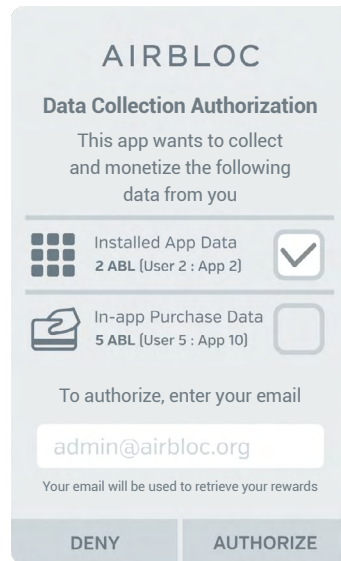 AIRBLOC
Data Collection Authorization
This app wants to collect
and monetize the following
data from you
Installed App Data
2 ABL (User 2 : App 2)
In-app Purchase Data
5 ABL (User 5 : App 10)
To authorize, enter your email
admin@airbloc.org
Your email will be used to retrieve your rewards
DENY
AUTHORIZE